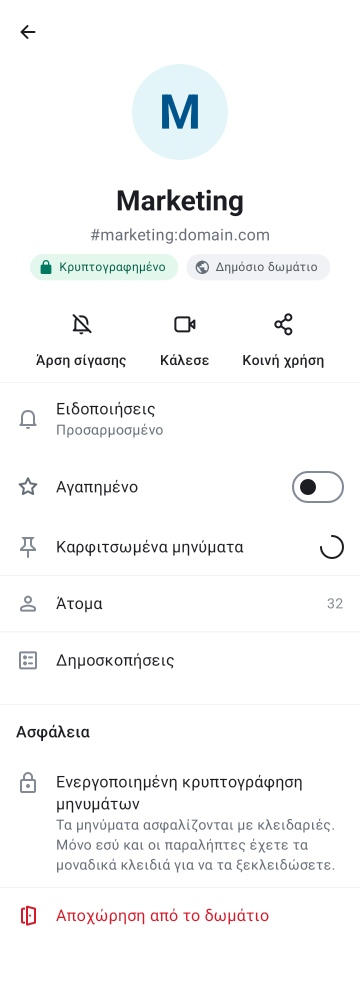 M
Marketing
#marketing:domain.com
Κρυπτογραφημένο
Δημόσιο δωμάτιο
Άρση σίγασης
Κάλεσε
Κοινή χρήση
Ειδοποιήσεις
Προσαρμοσμένο
Αγαπημένο
Καρφιτσωμένα μηνύματα
Άτομα
32
Δημοσκοπήσεις
Ασφάλεια
Ενεργοποιημένη κρυπτογράφηση
μηνυμάτων
Τα μηνύματα ασφαλίζονται με κλειδαριές.
Μόνο εσύ και οι παραλήπτες έχετε τα
μοναδικά κλειδιά για να τα ξεκλειδώσετε.
Αποχώρηση από το δωμάτιο